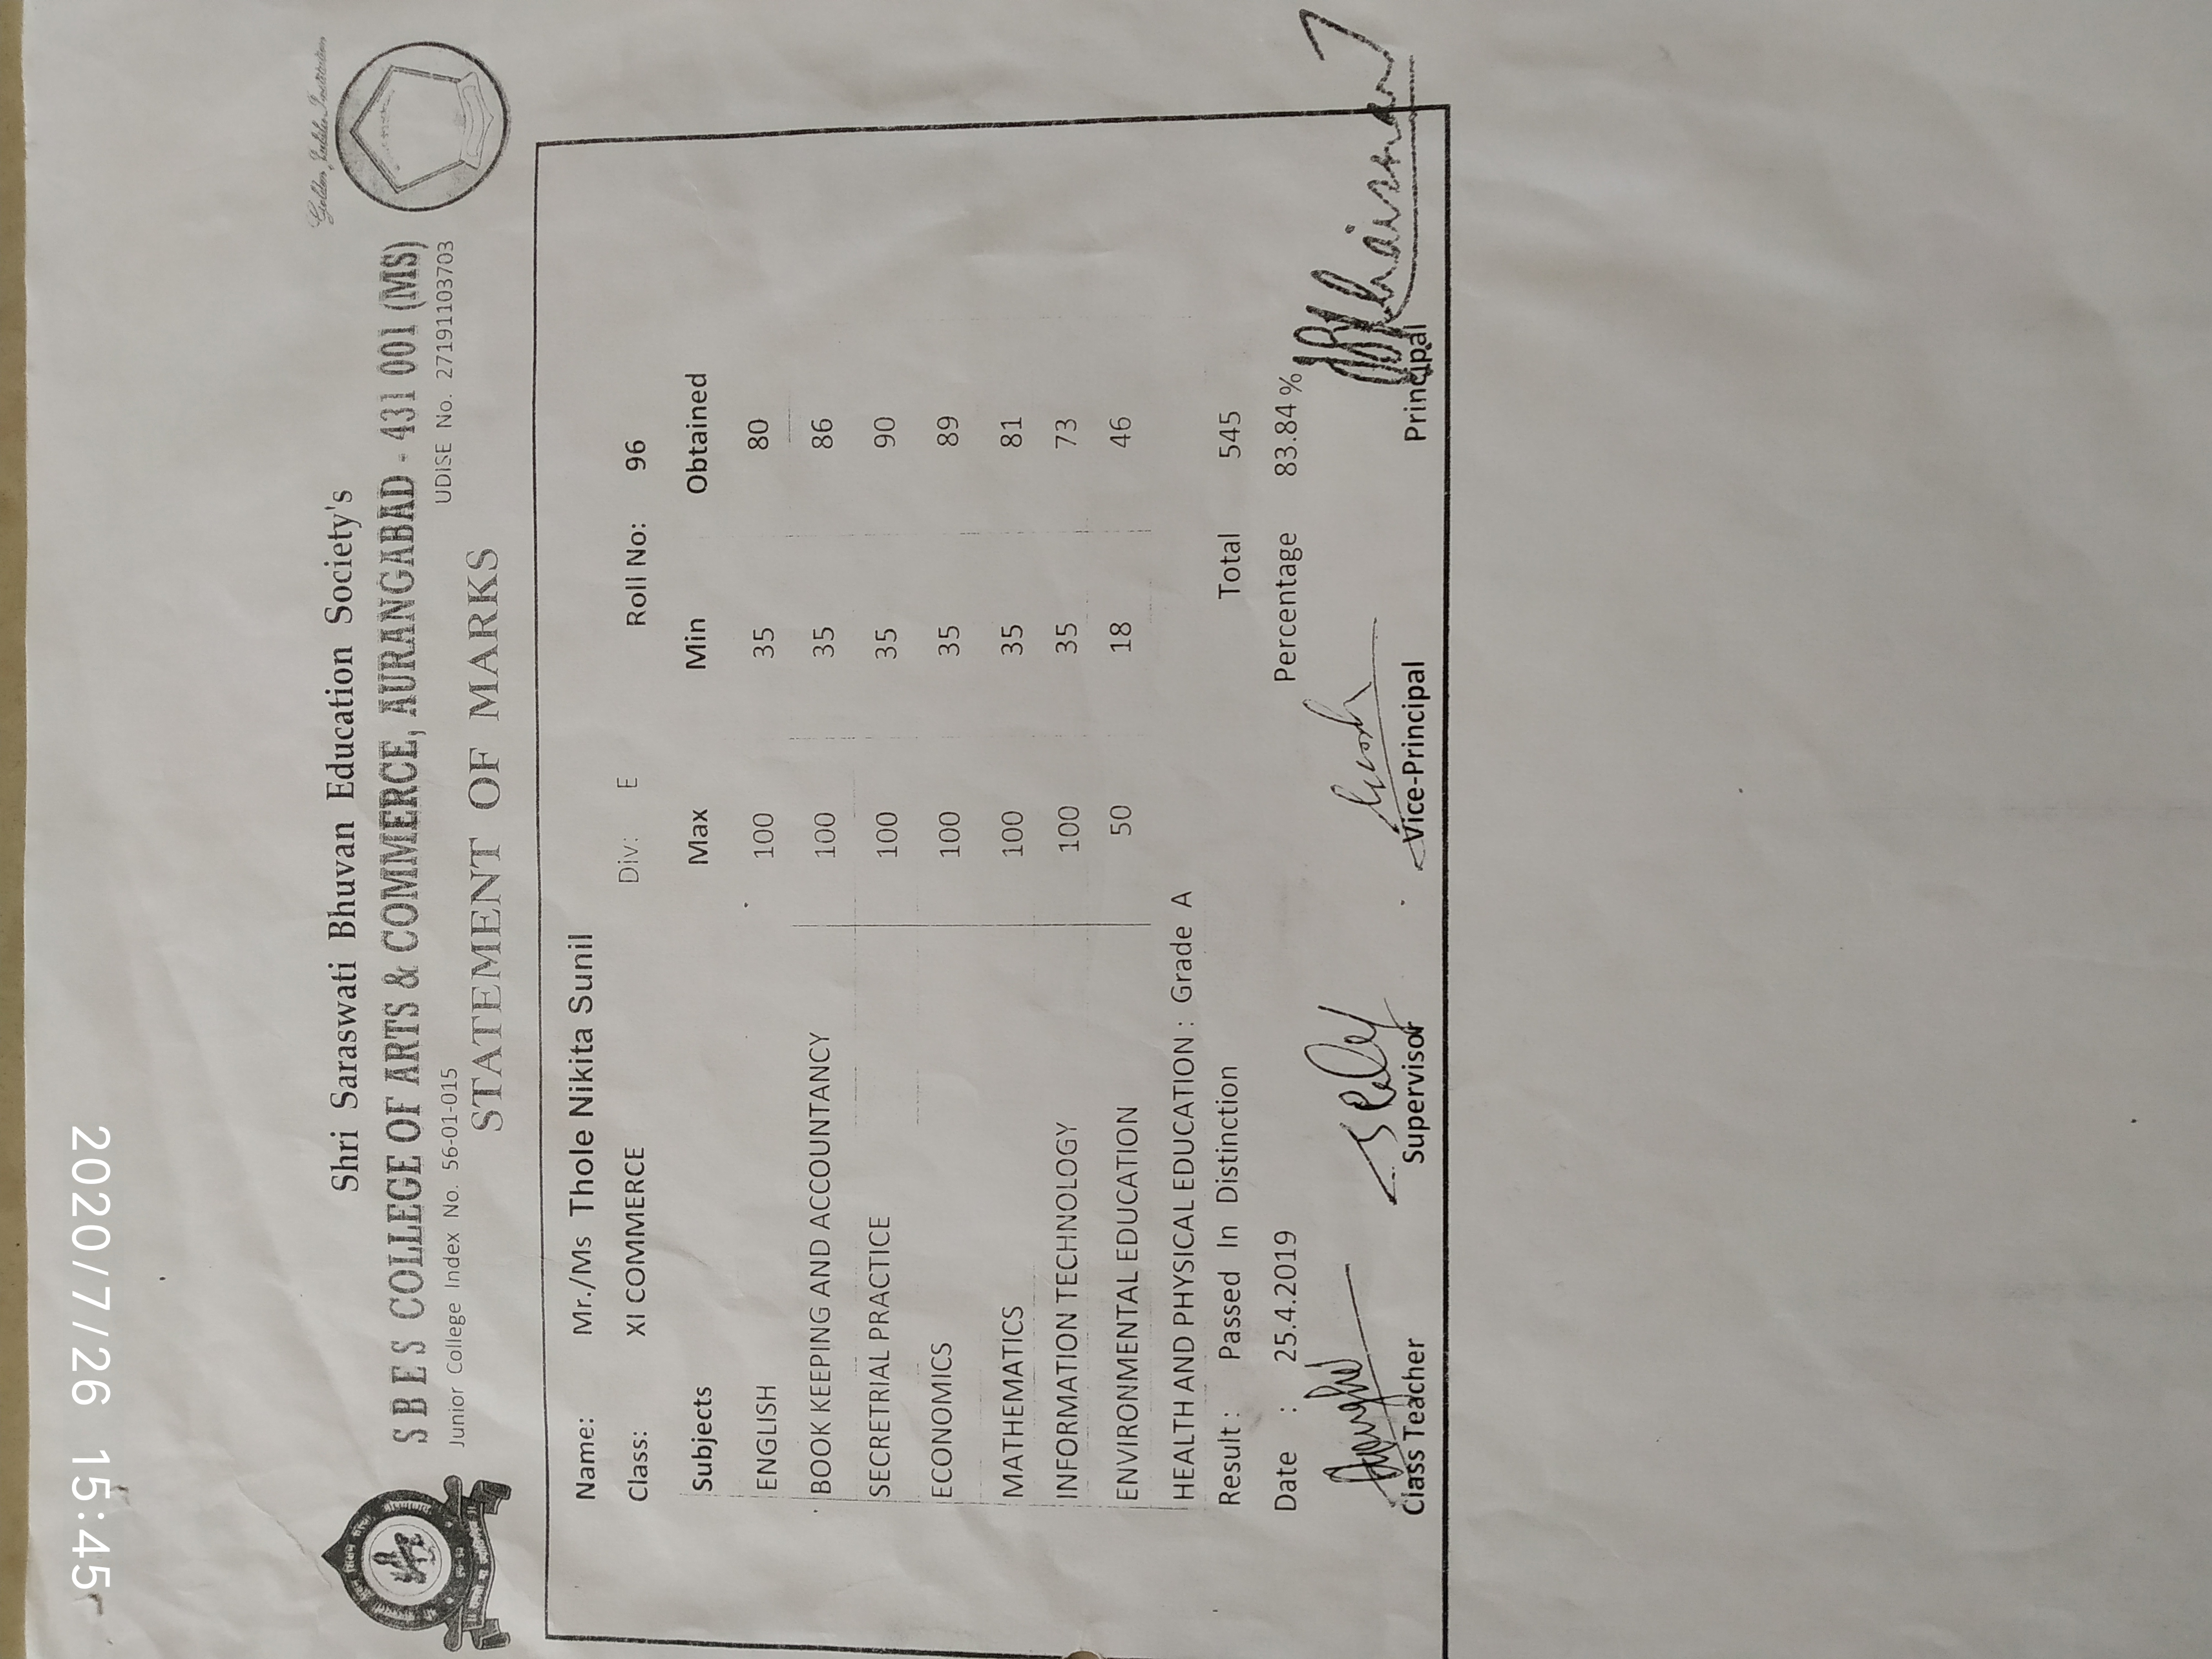 Golden Jubilee Institution
Shri Saraswati Bhuvan Education Society's
S B E S COLLEGE OF ARTS & COMMERCE, AURANGABAD - 431 001 (MS)
Junior College Index No. 56-01-015 UDISE No. 27191103703
STATEMENT OF MARKS
Name: Mr./Ms Thole Nikita Sunil
Class: XI COMMERCE Div: E Roll No: 96
Subjects Max Min Obtained
ENGLISH 100 35 80
BOOK KEEPING AND ACCOUNTANCY 100 35 86
SECRETRIAL PRACTICE 100 35 90
ECONOMICS 100 35 89
MATHEMATICS 100 35 81
INFORMATION TECHNOLOGY 100 35 73
ENVIRONMENTAL EDUCATION 50 18 46
HEALTH AND PHYSICAL EDUCATION : Grade A
Result : Passed In Distinction Total 545
Date : 25.4.2019 Percentage 83.84%
Class Teacher Supervisor Vice-Principal Principal
2020/7/26 15:45